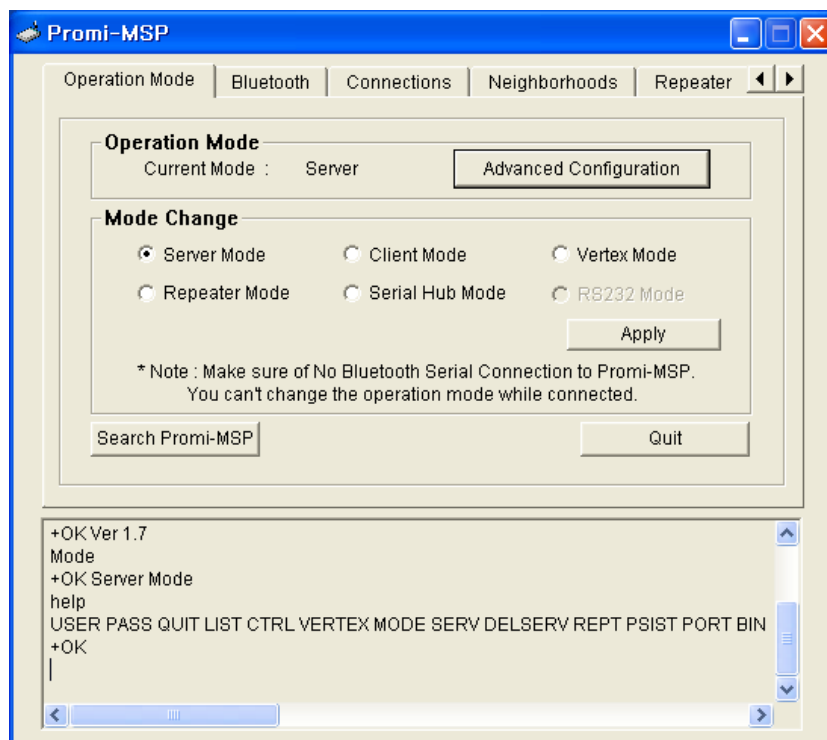 Promi-MSP
Operation Mode Bluetooth Connections Neighborhoods Repeater
Operation Mode
Current Mode : Server Advanced Configuration
Mode Change
Server Mode Client Mode Vertex Mode
Repeater Mode Serial Hub Mode RS232 Mode
Apply
* Note : Make sure of No Bluetooth Serial Connection to Promi-MSP.
You can't change the operation mode while connected.
Search Promi-MSP Quit
+OK Ver 1.7
Mode
+OK Server Mode
help
USER PASS QUIT LIST CTRL VERTEX MODE SERV DELSERV REPT PSIST PORT BIN
+OK